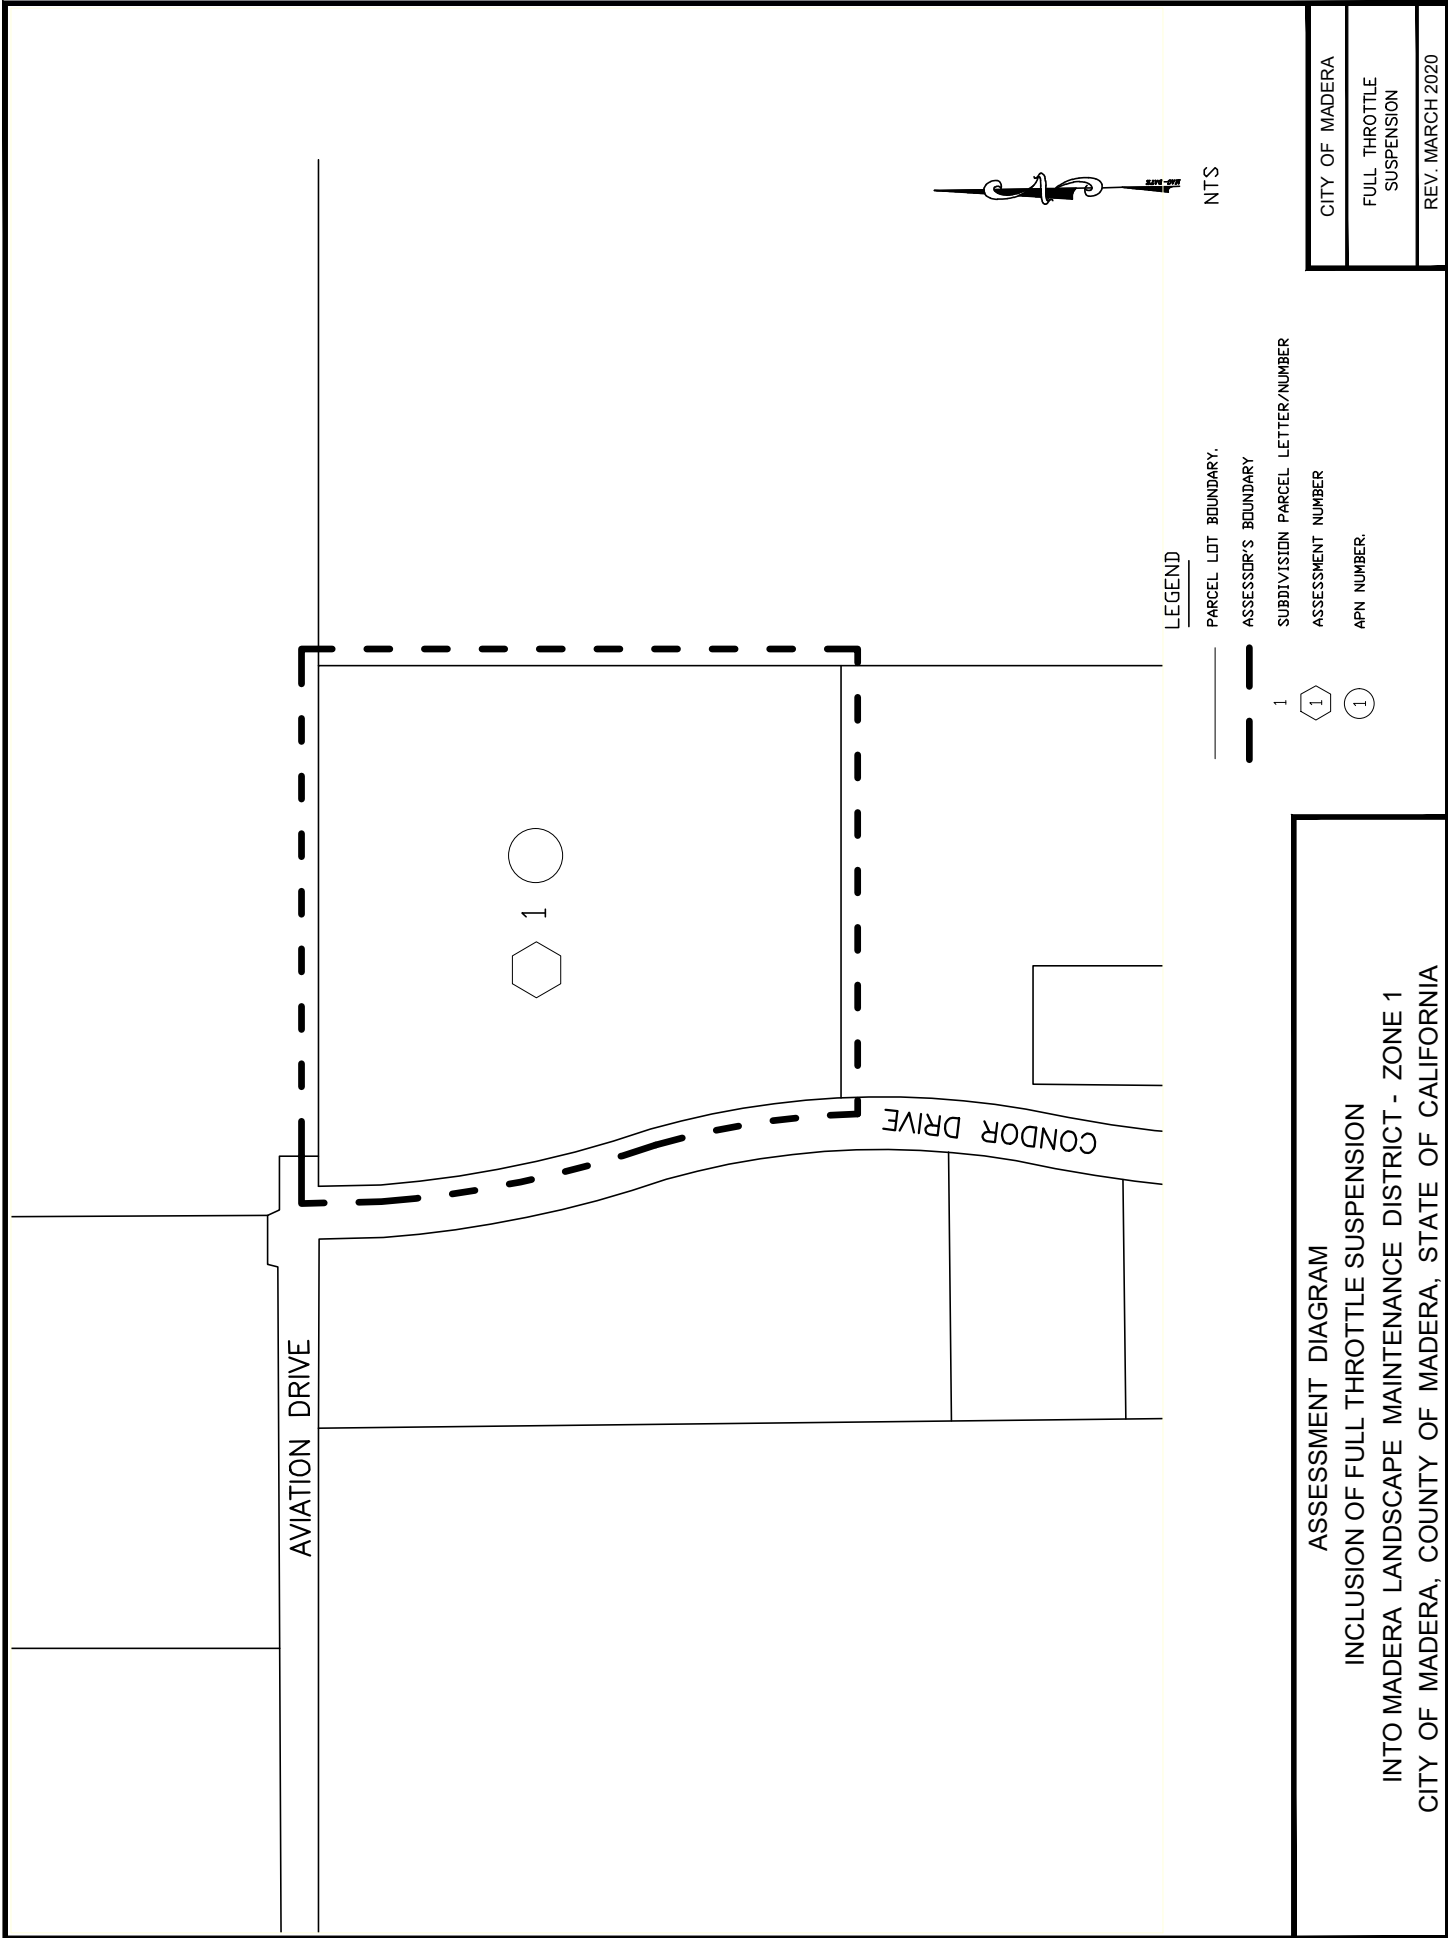 AVIATION DRIVE
CONDOR DRIVE
1
NTS
LEGEND
PARCEL LOT BOUNDARY.
ASSESSOR'S BOUNDARY
1 SUBDIVISION PARCEL LETTER/NUMBER
1 ASSESSMENT NUMBER
1 APN NUMBER.
ASSESSMENT DIAGRAM
INCLUSION OF FULL THROTTLE SUSPENSION
INTO MADERA LANDSCAPE MAINTENANCE DISTRICT - ZONE 1
CITY OF MADERA, COUNTY OF MADERA, STATE OF CALIFORNIA
CITY OF MADERA
FULL THROTTLE
SUSPENSION
REV. MARCH 2020